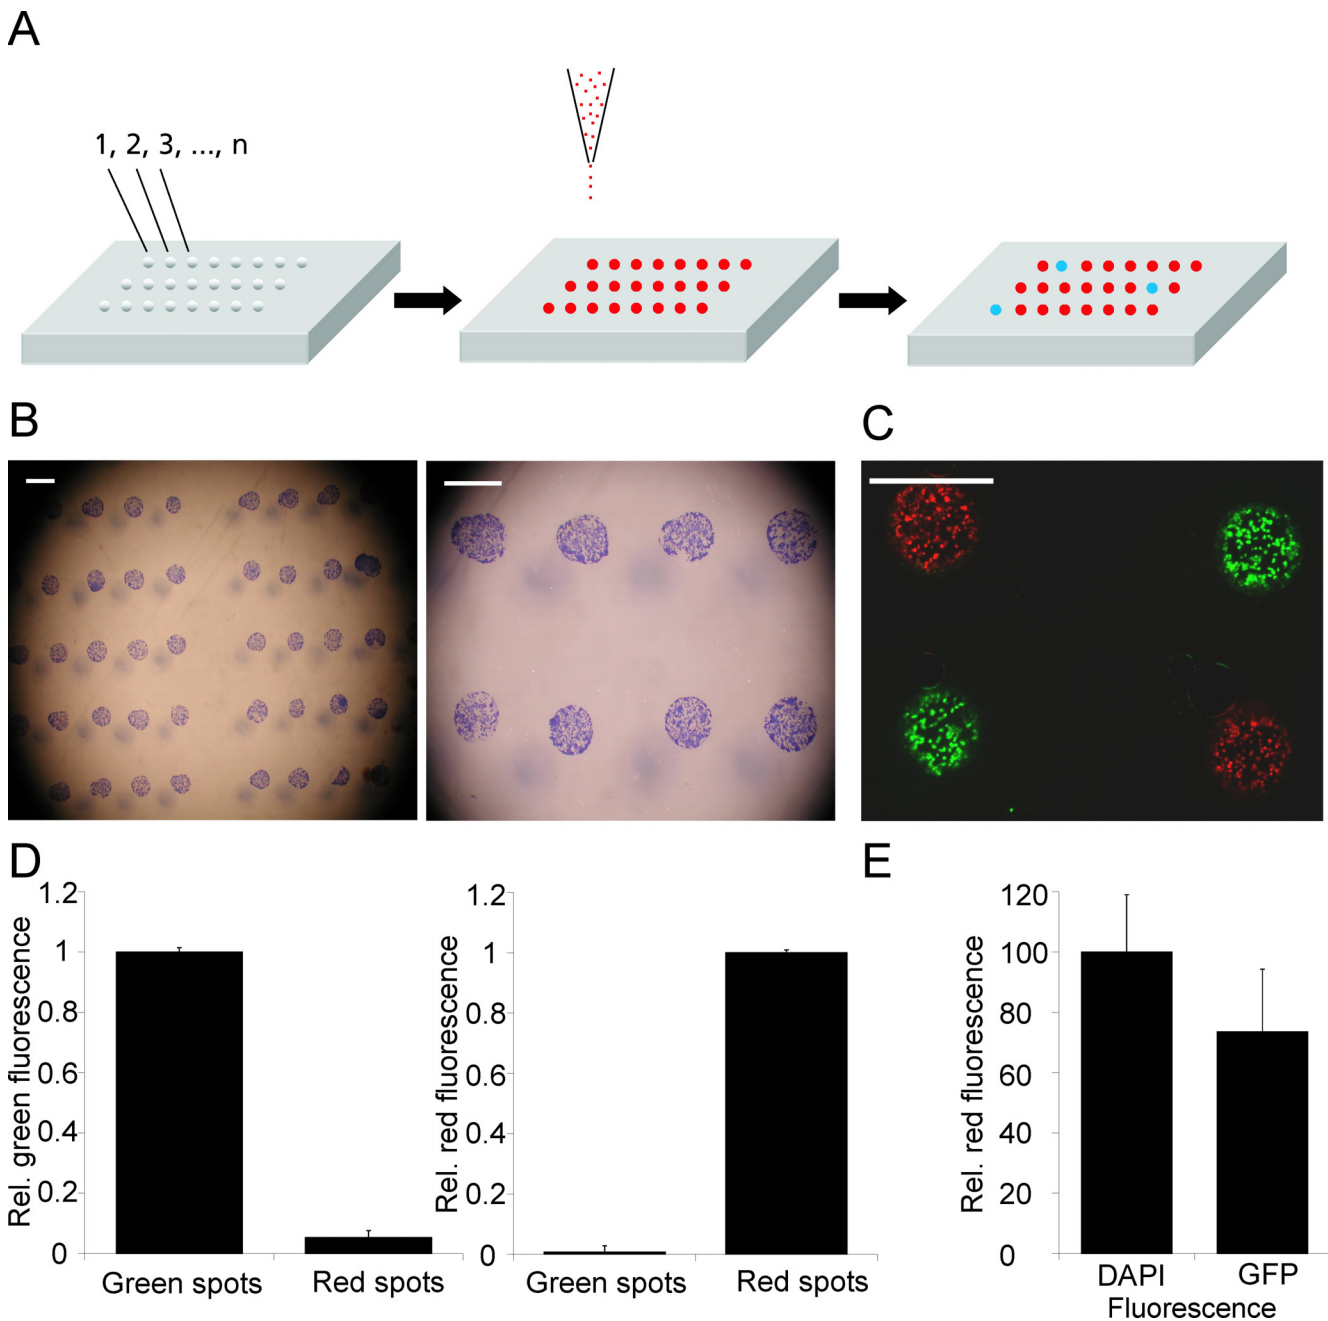 A
1, 2, 3, ..., n
B
C
D
Rel. green fluorescence
1.2
1
0.8
0.6
0.4
0.2
0
Green spots
Red spots
Rel. red fluorescence
1.2
1
0.8
0.6
0.4
0.2
0
Green spots
Red spots
E
Rel. red fluorescence
120
100
80
60
40
20
0
DAPI
GFP
Fluorescence